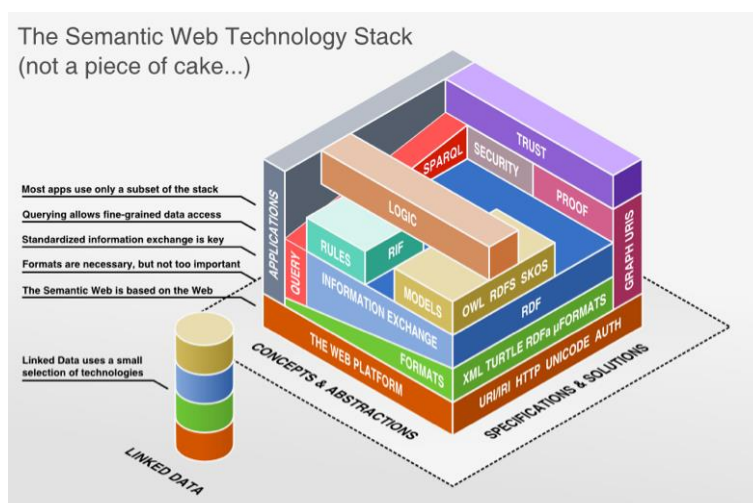 The Semantic Web Technology Stack
(not a piece of cake...)
Most apps use only a subset of the stack
Querying allows fine-grained data access
Standardized information exchange is key
Formats are necessary, but not too important
The Semantic Web is based on the Web
Linked Data uses a small
selection of technologies
LINKED DATA
APPLICATIONS
QUERY
RULES
RIF
LOGIC
SPARQL
SECURITY
TRUST
PROOF
GRAPH URIS
MODELS
OWL RDFS SKOS
INFORMATION EXCHANGE
RDF
FORMATS
XML TURTLE RDFa µFORMATS
THE WEB PLATFORM
URI/IRI HTTP UNICODE AUTH
CONCEPTS & ABSTRACTIONS
SPECIFICATIONS & SOLUTIONS